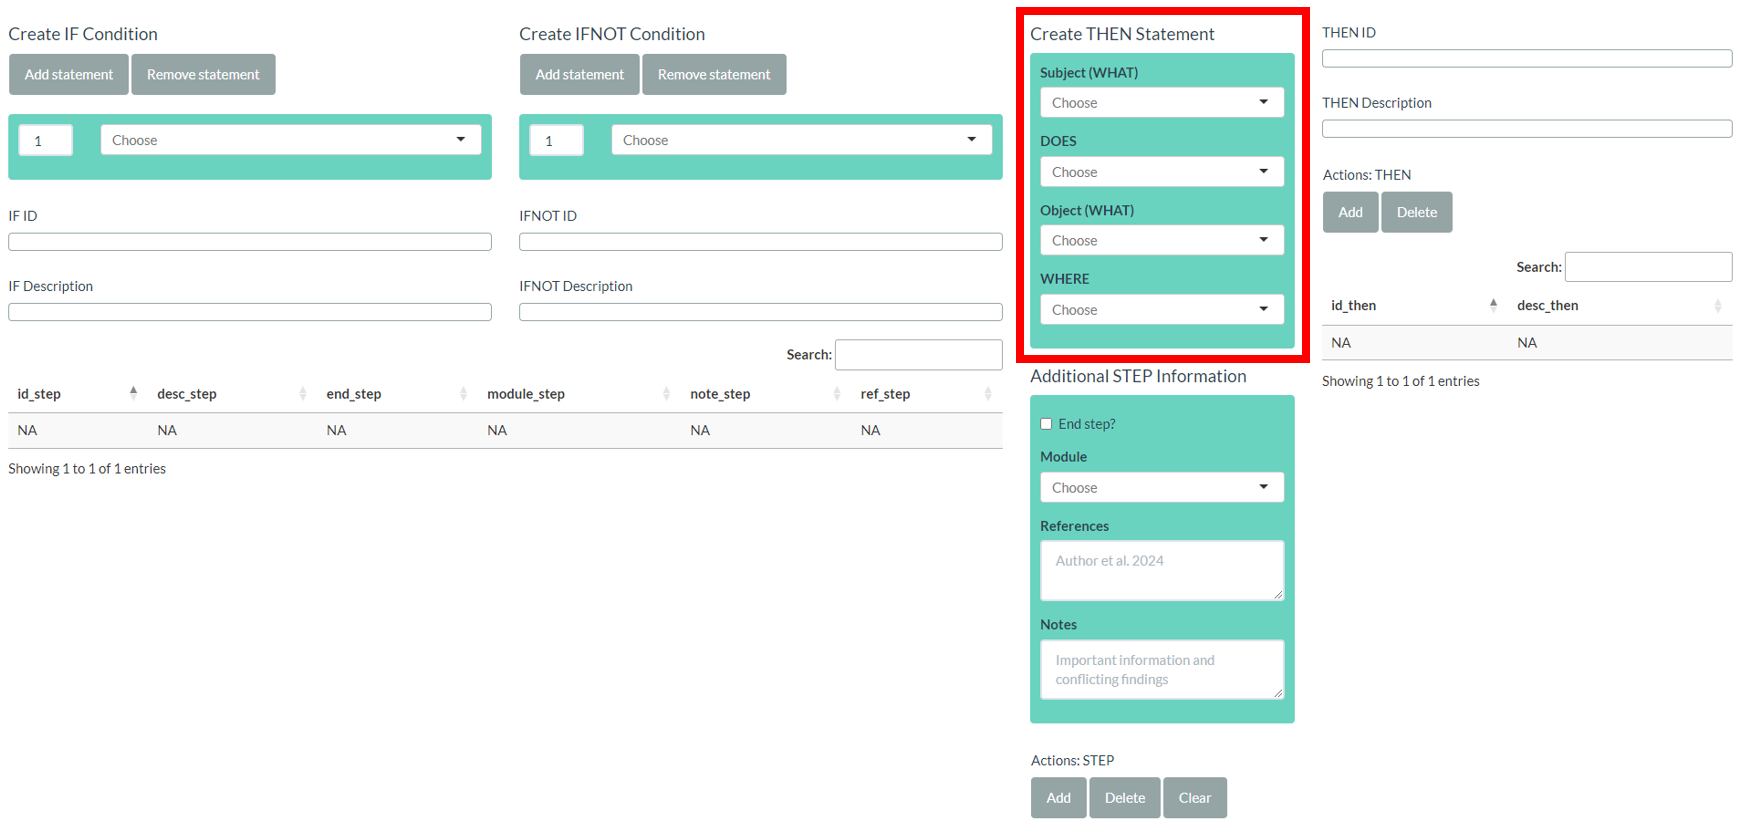 Create IF Condition
Add statement
Remove statement
1
Choose
IF ID
IF Description
Create IFNOT Condition
Add statement
Remove statement
1
Choose
IFNOT ID
IFNOT Description
Search:
id_step desc_step end_step module_step note_step ref_step
NA NA NA NA NA NA
Showing 1 to 1 of 1 entries
Create THEN Statement
Subject (WHAT)
Choose
DOES
Choose
Object (WHAT)
Choose
WHERE
Choose
Additional STEP Information
End step?
Module
Choose
References
Author et al. 2024
Notes
Important information and
conflicting findings
Actions: STEP
Add Delete Clear
THEN ID
THEN Description
Actions: THEN
Add Delete
Search:
id_then desc_then
NA NA
Showing 1 to 1 of 1 entries